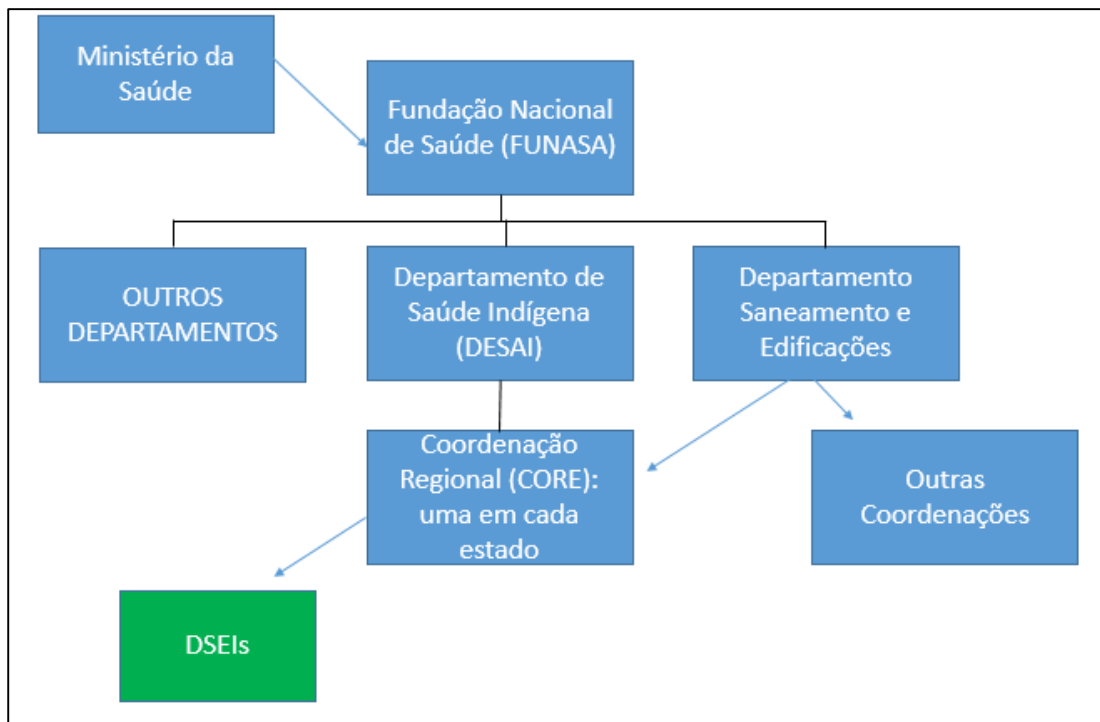 Ministério da
Saúde
Fundação Nacional
de Saúde (FUNASA)
OUTROS
DEPARTAMENTOS
Departamento de
Saúde Indígena
(DESAI)
Departamento
Saneamento e
Edificações
Coordenação
Regional (CORE):
uma em cada
estado
Outras
Coordenações
DSEIs